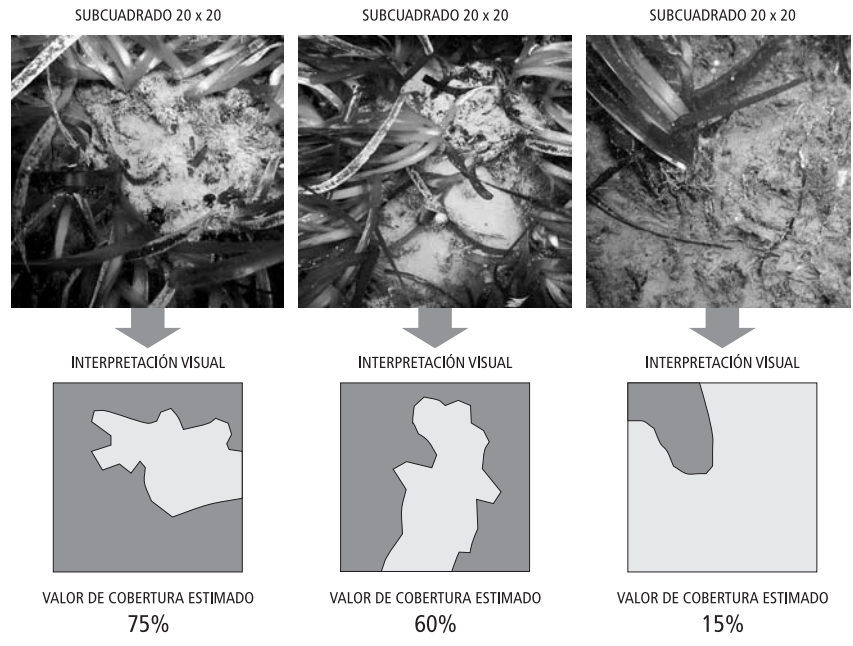 SUBCUADRADO 20 x 20
SUBCUADRADO 20 x 20
SUBCUADRADO 20 x 20
INTERPRETACIÓN VISUAL
INTERPRETACIÓN VISUAL
INTERPRETACIÓN VISUAL
VALOR DE COBERTURA ESTIMADO
75%
VALOR DE COBERTURA ESTIMADO
60%
VALOR DE COBERTURA ESTIMADO
15%